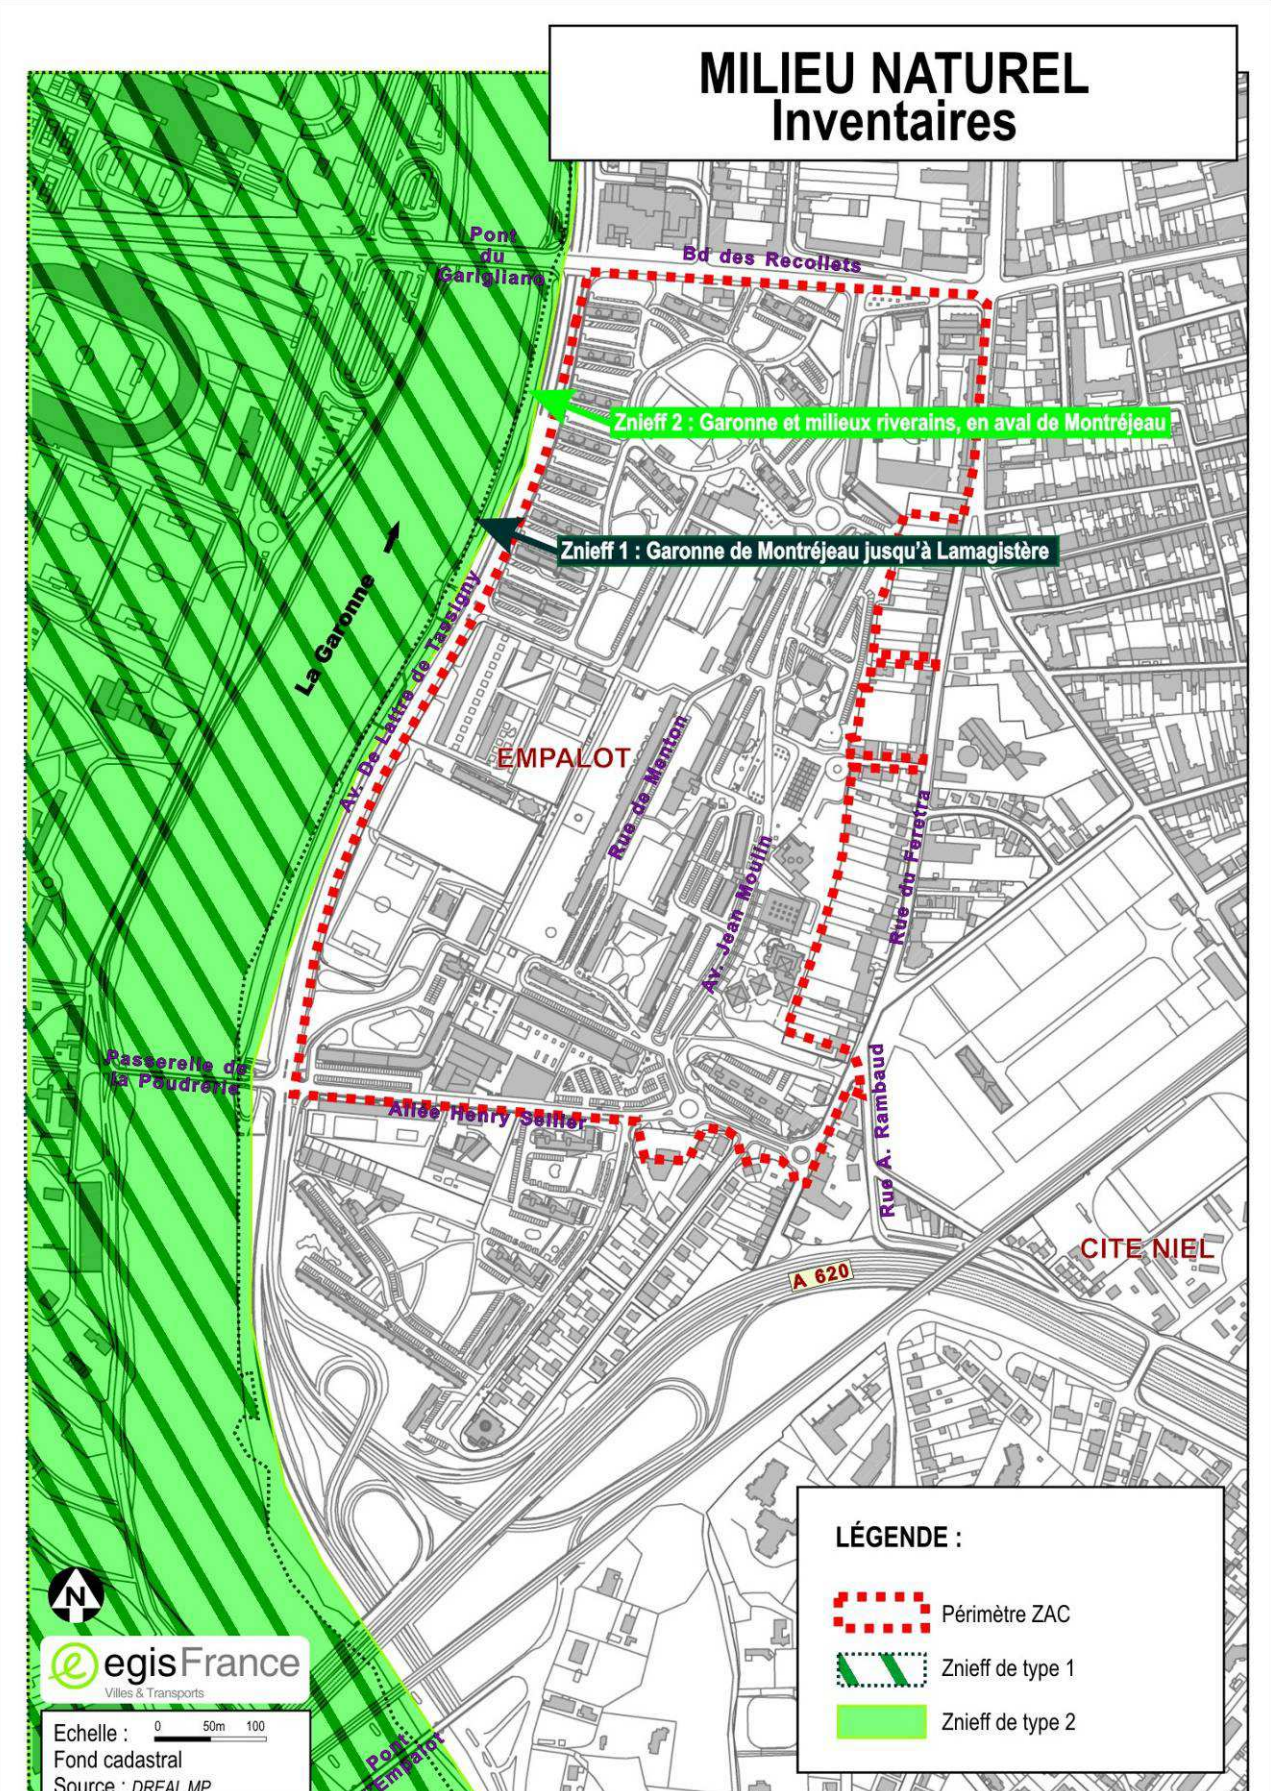 MILIEU NATUREL
Inventaires
Pont
du
Garigliano
Bd des Recollets
Znieff 2 : Garonne et milieux riverains, en aval de Montréjeau
Znieff 1 : Garonne de Montréjeau jusqu'à Lamagistère
La Garonne
Av. De Lattre de Tassigny
EMPALOT
Rue de Menton
Av. Jean Moulin
Rue du Feretra
Passerelle de
la Poudrerie
Allée Henry Sellier
Rue A. Rambaud
CITE NIEL
A 620
LÉGENDE :
Périmètre ZAC
Znieff de type 1
Znieff de type 2
N
e egis France
Villes & Transports
Echelle : 0 50m 100
Fond cadastral
Source : DREAL MP
Pont
d'Empalot